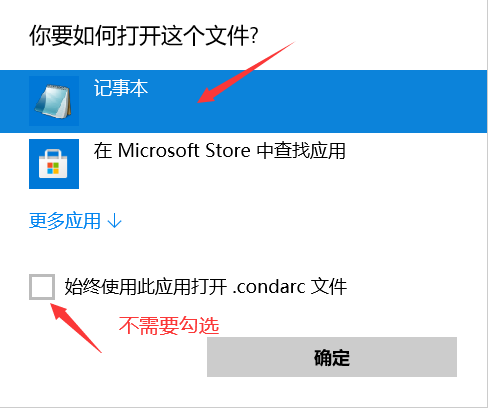 你要如何打开这个文件?
记事本
在 Microsoft Store 中查找应用
更多应用 ↓
始终使用此应用打开 .condarc 文件
不需要勾选
确定